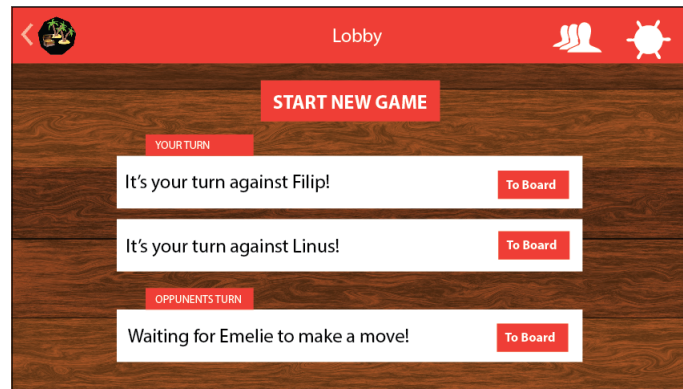 Lobby
START NEW GAME
YOUR TURN
It's your turn against Filip!
To Board
It's your turn against Linus!
To Board
OPPUNENTS TURN
Waiting for Emelie to make a move!
To Board